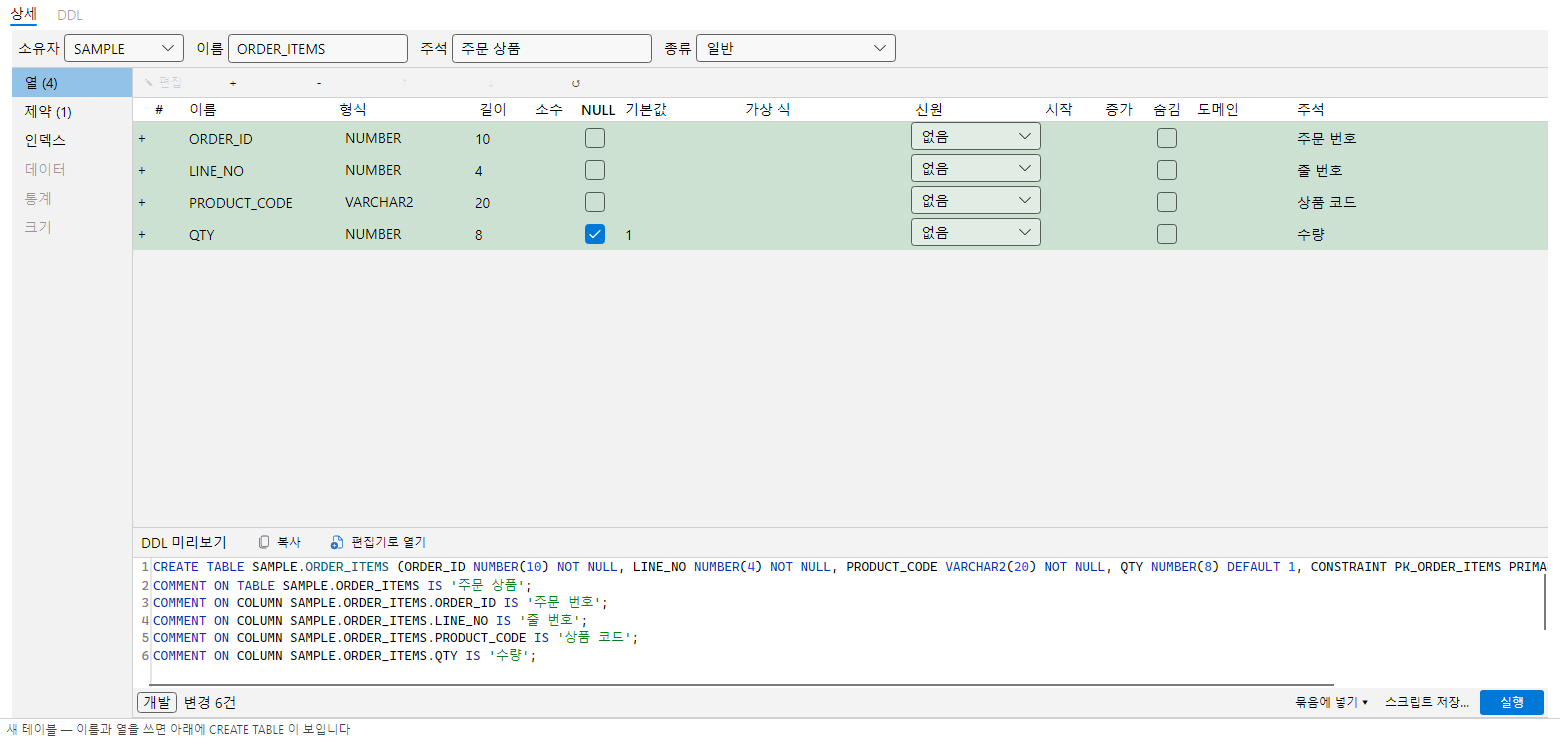 상세 DDL
소유자 SAMPLE 이름 ORDER_ITEMS 주석 주문 상품 종류 일반
열 (4)
제약 (1)
인덱스
데이터
통계
크기
편집 + - ↑ ↓ ↺
# 이름 형식 길이 소수 NULL 기본값 가상 식 신원 시작 증가 숨김 도메인 주석
+ ORDER_ID NUMBER 10 없음 주문 번호
+ LINE_NO NUMBER 4 없음 줄 번호
+ PRODUCT_CODE VARCHAR2 20 없음 상품 코드
+ QTY NUMBER 8 1 없음 수량
DDL 미리보기 복사 편집기로 열기
1 CREATE TABLE SAMPLE.ORDER_ITEMS (ORDER_ID NUMBER(10) NOT NULL, LINE_NO NUMBER(4) NOT NULL, PRODUCT_CODE VARCHAR2(20) NOT NULL, QTY NUMBER(8) DEFAULT 1, CONSTRAINT PK_ORDER_ITEMS PRIMA
2 COMMENT ON TABLE SAMPLE.ORDER_ITEMS IS '주문 상품';
3 COMMENT ON COLUMN SAMPLE.ORDER_ITEMS.ORDER_ID IS '주문 번호';
4 COMMENT ON COLUMN SAMPLE.ORDER_ITEMS.LINE_NO IS '줄 번호';
5 COMMENT ON COLUMN SAMPLE.ORDER_ITEMS.PRODUCT_CODE IS '상품 코드';
6 COMMENT ON COLUMN SAMPLE.ORDER_ITEMS.QTY IS '수량';
개발 변경 6건 묶음에 넣기 ▾ 스크립트 저장... 실행
새 테이블 — 이름과 열을 쓰면 아래에 CREATE TABLE 이 보입니다